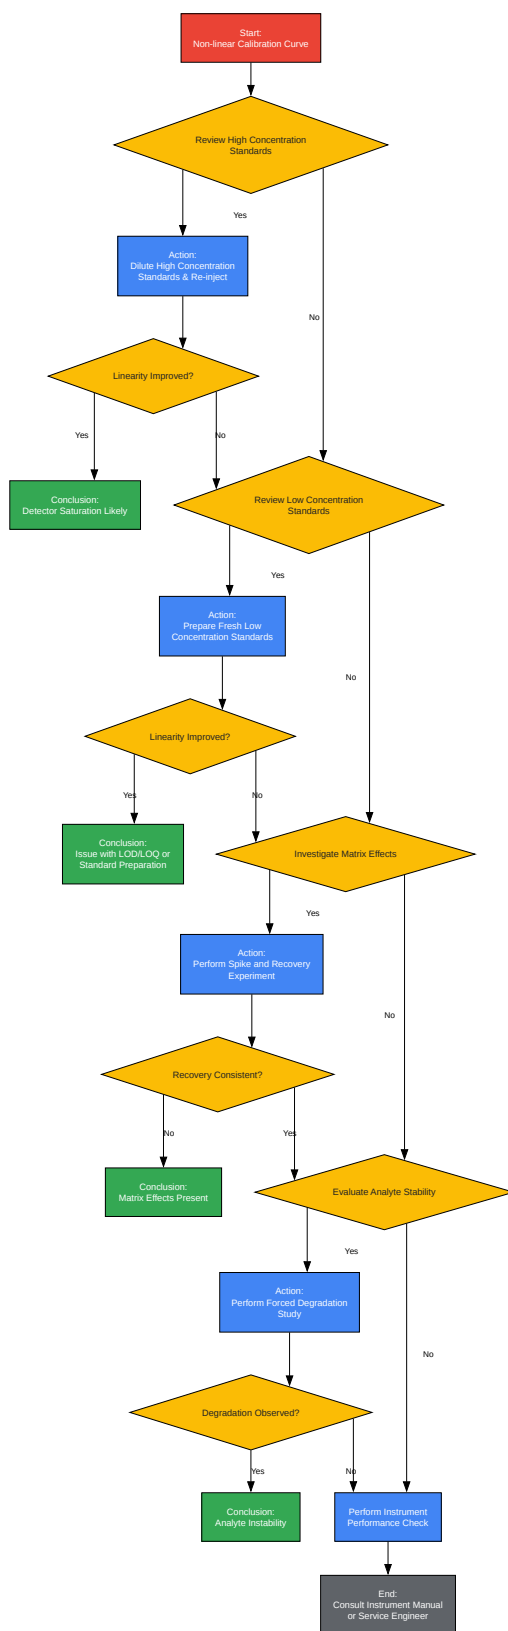 Start:
Non-linear Calibration Curve
Review High Concentration
Standards
Yes
Action:
Dilute High Concentration
Standards & Re-inject
No
Linearity Improved?
Yes
No
Conclusion:
Detector Saturation Likely
Review Low Concentration
Standards
Yes
Action:
Prepare Fresh Low
Concentration Standards
No
Linearity Improved?
Yes
No
Conclusion:
Issue with LOD/LOQ or
Standard Preparation
Investigate Matrix Effects
Yes
Action:
Perform Spike and Recovery
Experiment
No
Recovery Consistent?
No
Yes
Conclusion:
Matrix Effects Present
Evaluate Analyte Stability
Yes
Action:
Perform Forced Degradation
Study
No
Degradation Observed?
Yes
No
Conclusion:
Analyte Instability
Perform Instrument
Performance Check
End:
Consult Instrument Manual
or Service Engineer